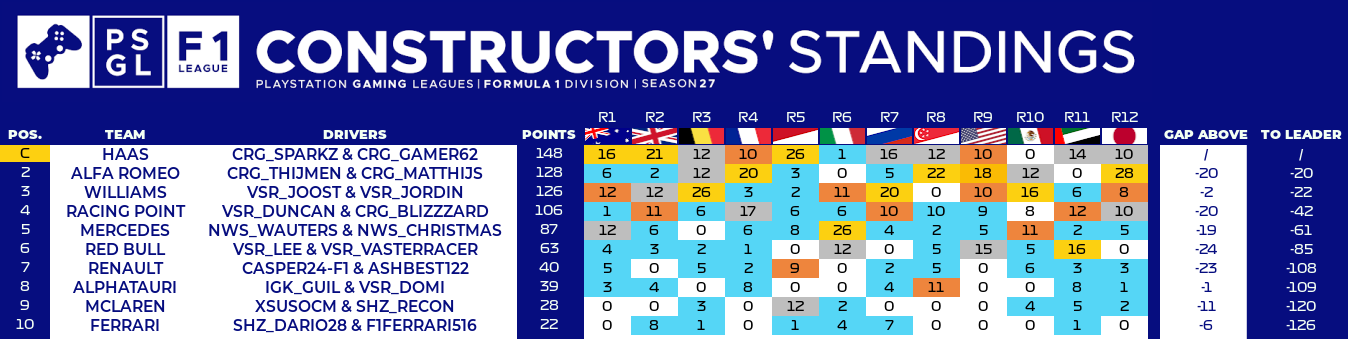 PS
GL
F1
LEAGUE
CONSTRUCTORS' STANDINGS
PLAYSTATION GAMING LEAGUES | FORMULA 1 DIVISION | SEASON 27
R1 R2 R3 R4 R5 R6 R7 R8 R9 R10 R11 R12
POS. TEAM DRIVERS POINTS GAP ABOVE TO LEADER
C HAAS CRG_SPARKZ & CRG_GAMER62 148 16 21 12 10 26 1 16 12 10 0 14 10 / /
2 ALFA ROMEO CRG_THIJMEN & CRG_MATTHIJS 128 6 2 12 20 3 0 5 22 18 12 0 28 -20 -20
3 WILLIAMS VSR_JOOST & VSR_JORDIN 126 12 12 26 3 2 11 20 0 10 16 6 8 -2 -22
4 RACING POINT VSR_DUNCAN & CRG_BLIZZZARD 106 1 11 6 17 6 6 10 10 9 8 12 10 -20 -42
5 MERCEDES NWS_WAUTERS & NWS_CHRISTMAS 87 12 6 0 6 8 26 4 2 5 11 2 5 -19 -61
6 RED BULL VSR_LEE & VSR_VASTERRACER 63 4 3 2 1 0 12 0 5 15 5 16 0 -24 -85
7 RENAULT CASPER24-F1 & ASHBEST122 40 5 0 5 2 9 0 2 5 0 6 3 3 -23 -108
8 ALPHATAURI IGK_GUIL & VSR_DOMI 39 3 4 0 8 0 0 4 11 0 0 8 1 -1 -109
9 MCLAREN XSUSOCM & SHZ_RECON 28 0 0 3 0 12 2 0 0 0 4 5 2 -11 -120
10 FERRARI SHZ_DARIO28 & F1FERRARI516 22 0 8 1 0 1 4 7 0 0 0 1 0 -6 -126